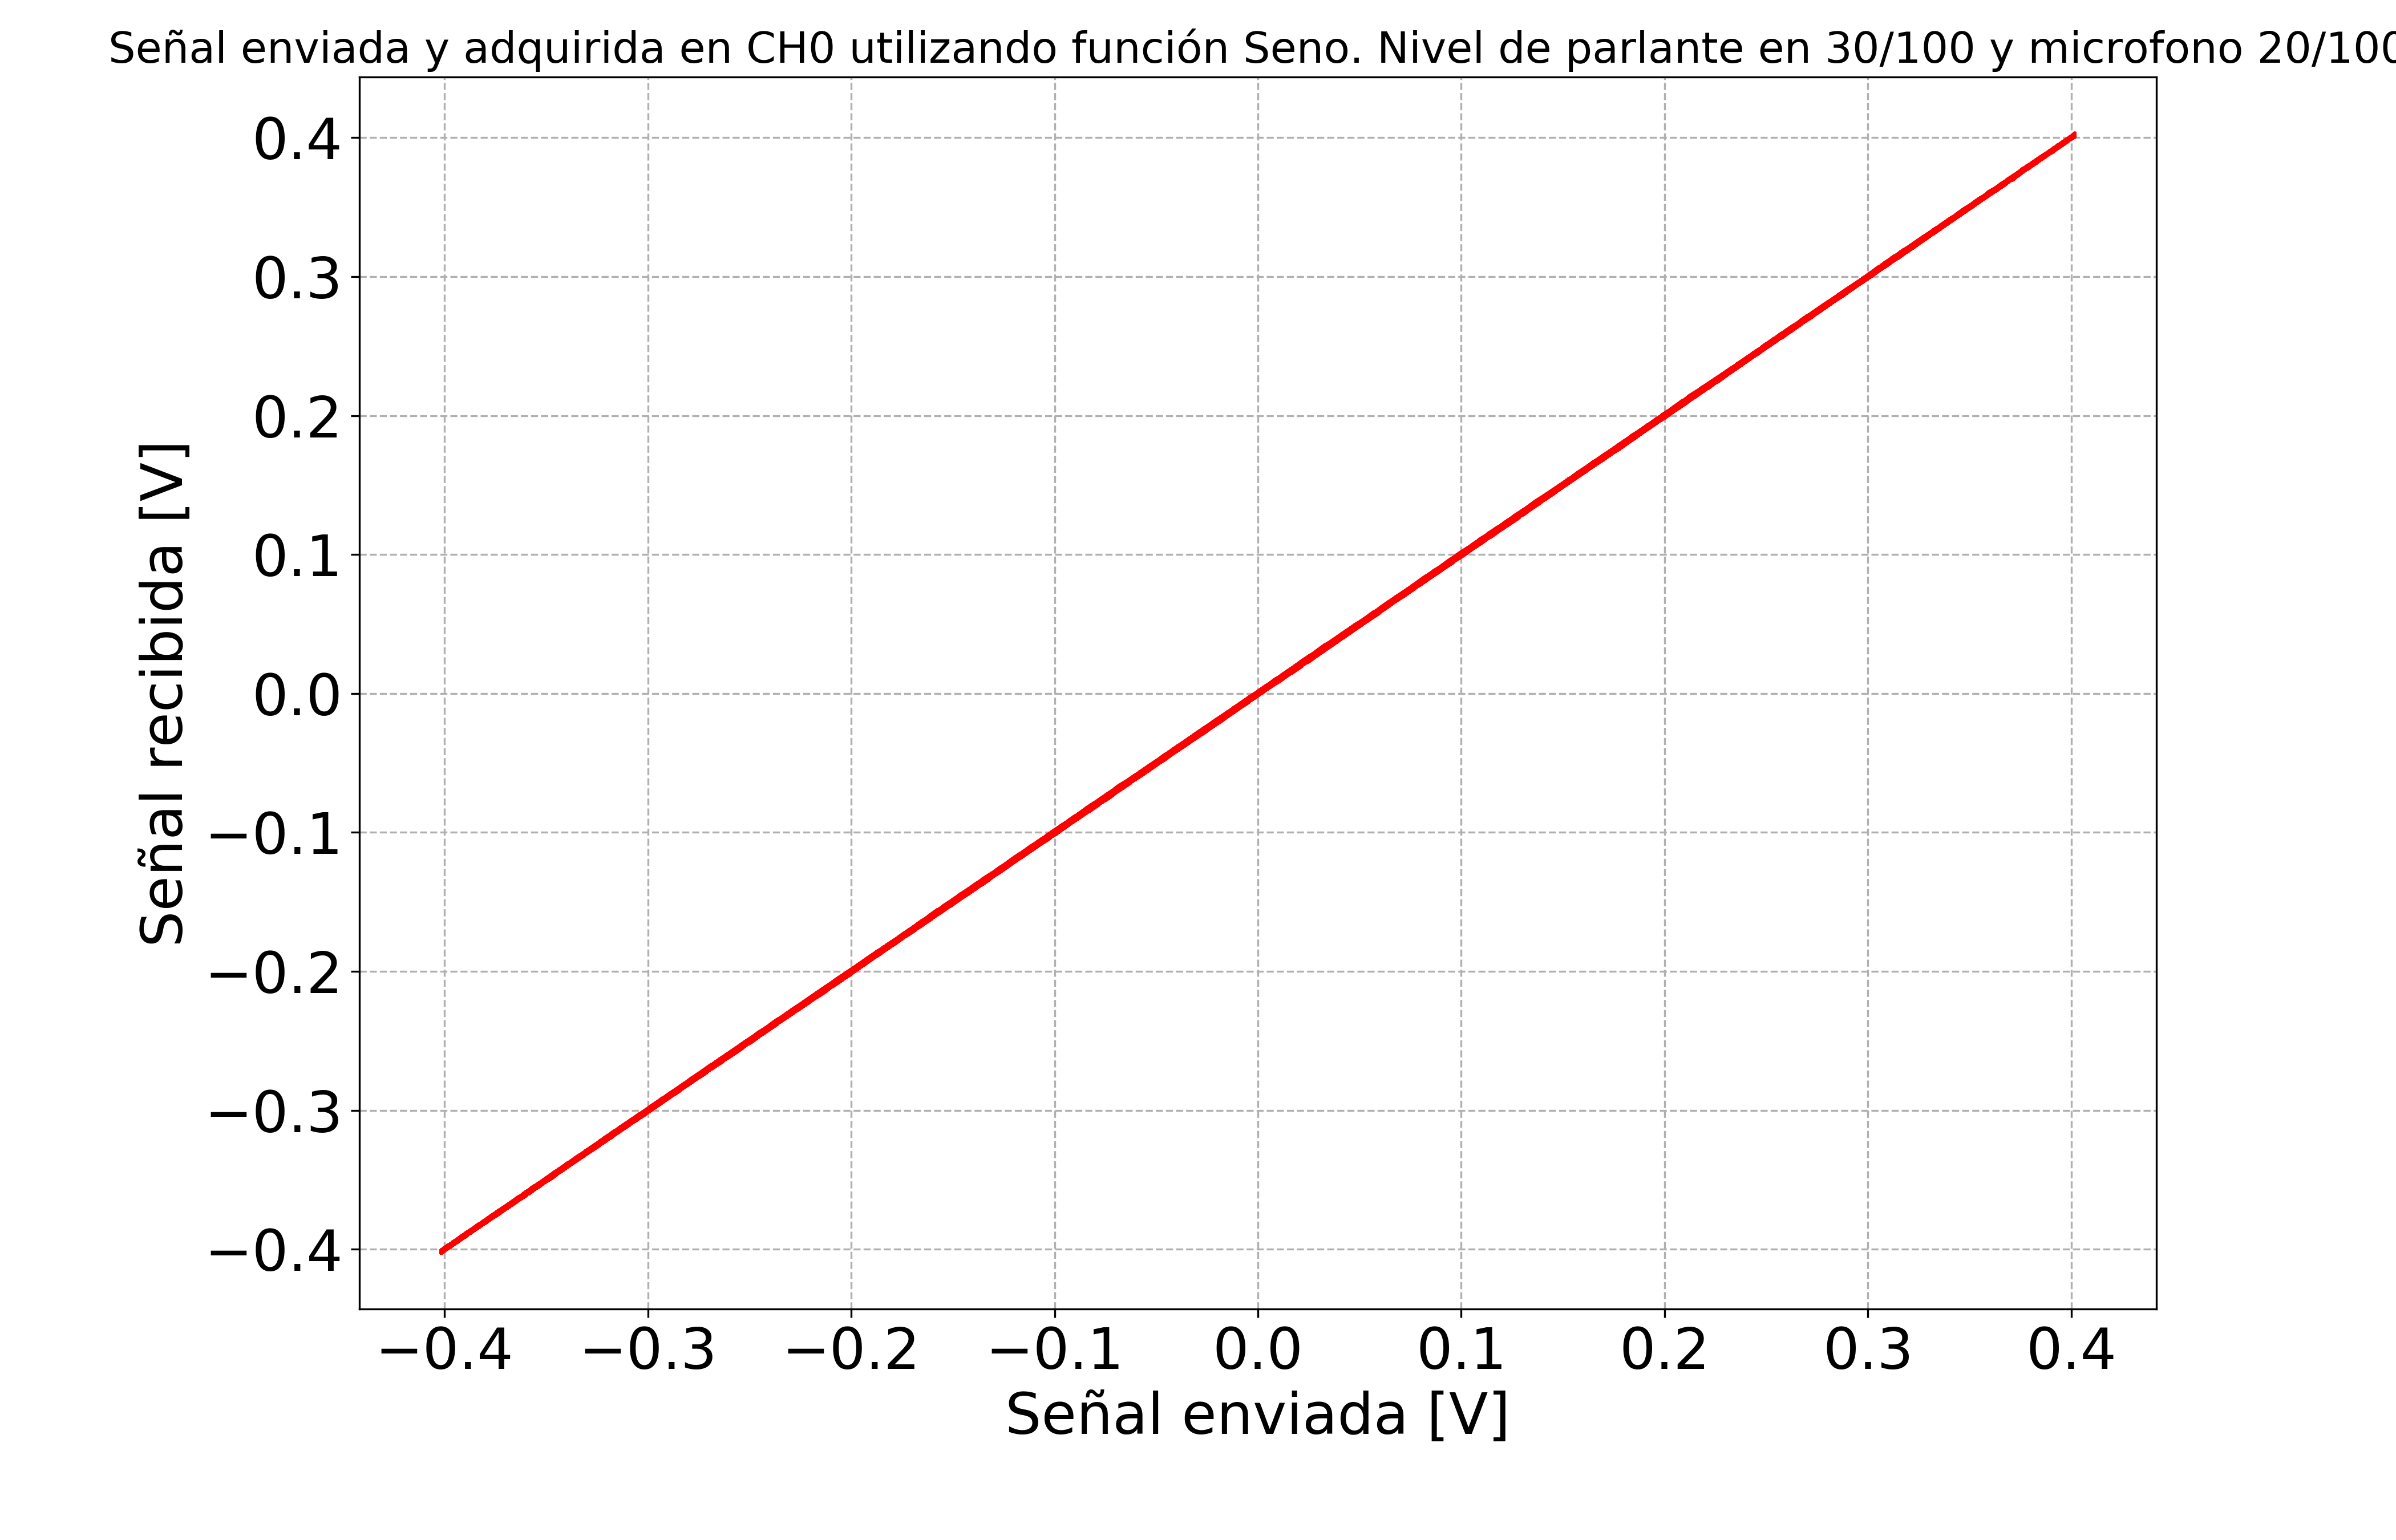 Señal enviada y adquirida en CH0 utilizando función Seno. Nivel de parlante en 30/100 y microfono 20/100
0.4
0.3
0.2
0.1
0.0
−0.1
−0.2
−0.3
−0.4
Señal recibida [V]
−0.4 −0.3 −0.2 −0.1 0.0 0.1 0.2 0.3 0.4
Señal enviada [V]